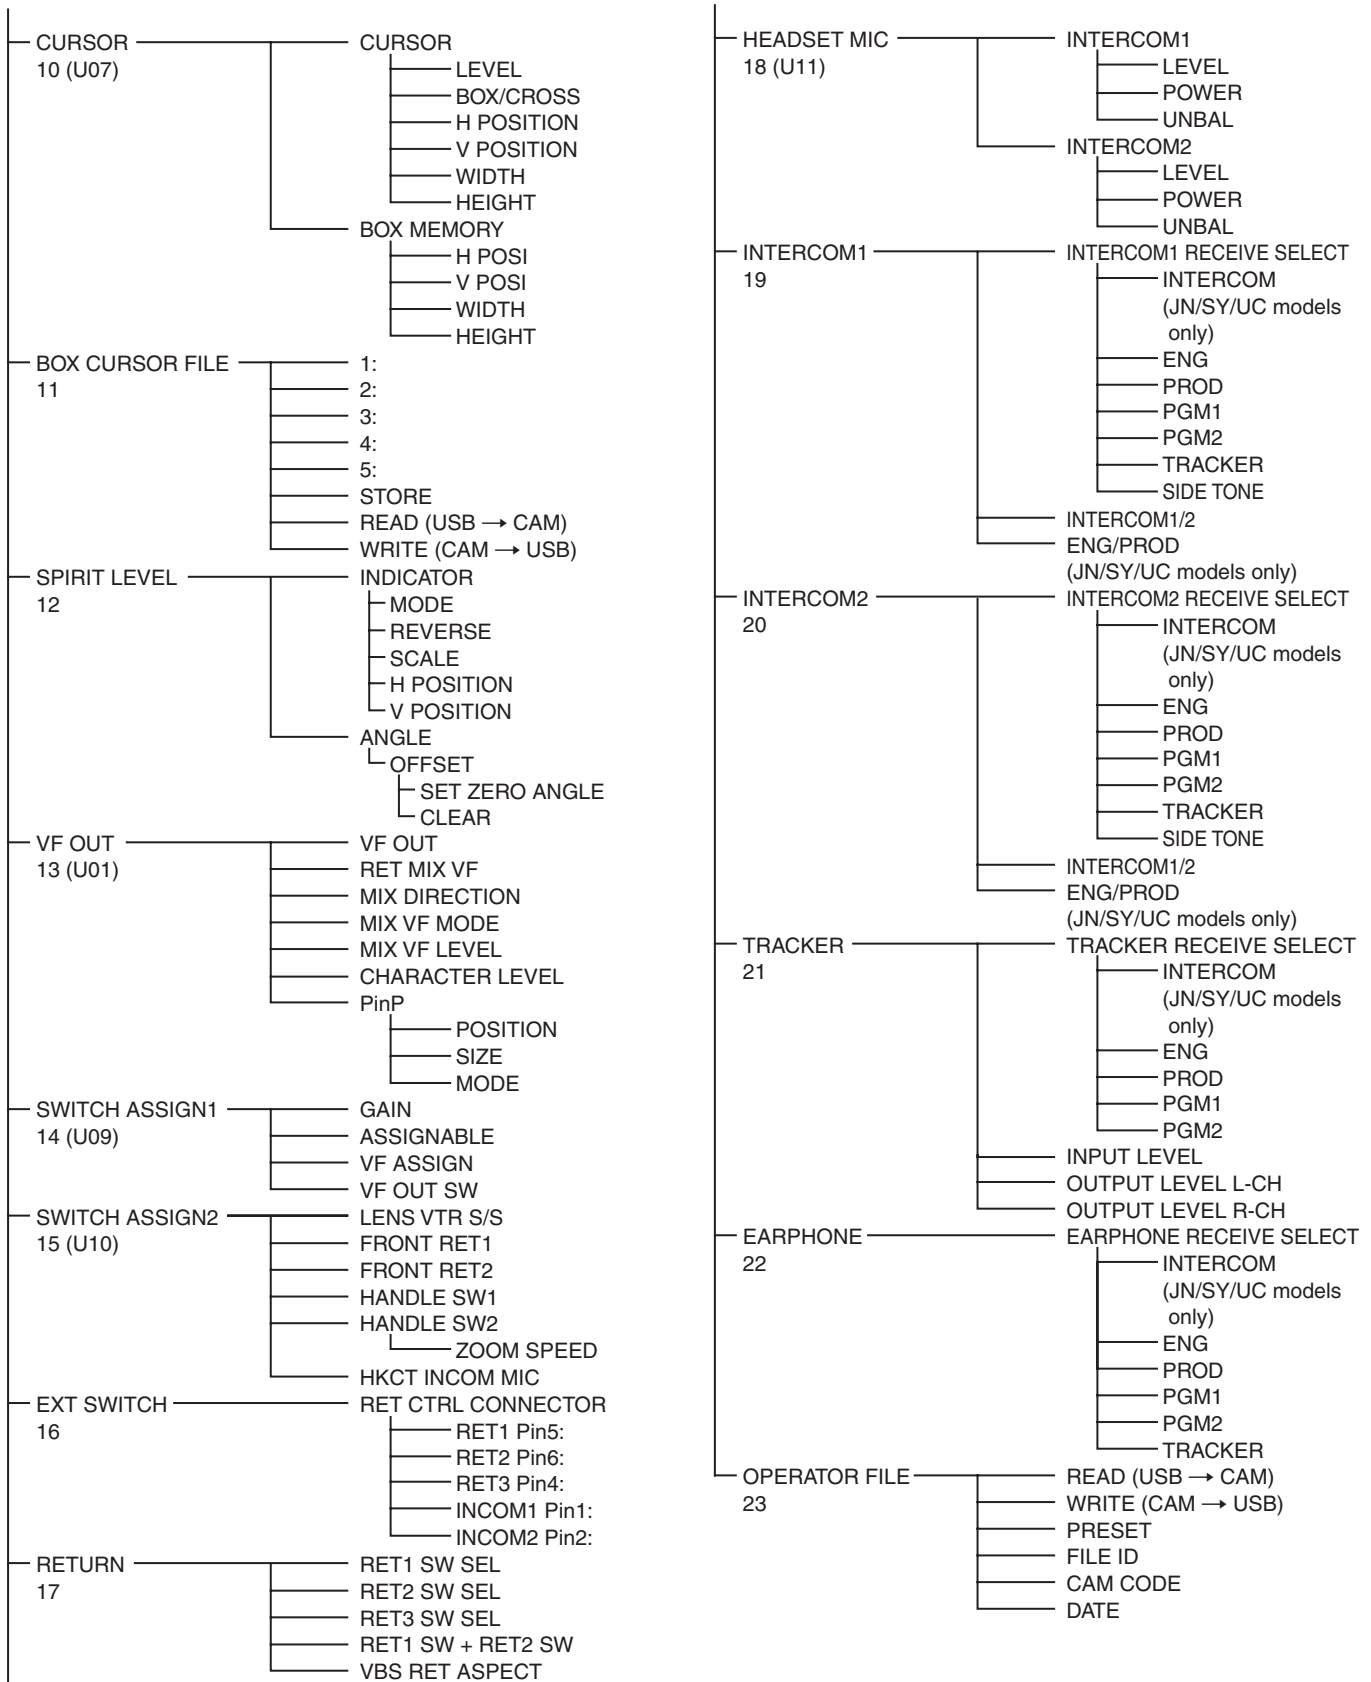 CURSOR
10 (U07)
CURSOR
LEVEL
BOX/CROSS
H POSITION
V POSITION
WIDTH
HEIGHT
BOX MEMORY
H POSI
V POSI
WIDTH
HEIGHT
BOX CURSOR FILE
11
1:
2:
3:
4:
5:
STORE
READ (USB → CAM)
WRITE (CAM → USB)
SPIRIT LEVEL
12
INDICATOR
MODE
REVERSE
SCALE
H POSITION
V POSITION
ANGLE
OFFSET
SET ZERO ANGLE
CLEAR
VF OUT
13 (U01)
VF OUT
RET MIX VF
MIX DIRECTION
MIX VF MODE
MIX VF LEVEL
CHARACTER LEVEL
PinP
POSITION
SIZE
MODE
SWITCH ASSIGN1
14 (U09)
GAIN
ASSIGNABLE
VF ASSIGN
VF OUT SW
SWITCH ASSIGN2
15 (U10)
LENS VTR S/S
FRONT RET1
FRONT RET2
HANDLE SW1
HANDLE SW2
ZOOM SPEED
HKCT INCOM MIC
EXT SWITCH
16
RET CTRL CONNECTOR
RET1 Pin5:
RET2 Pin6:
RET3 Pin4:
INCOM1 Pin1:
INCOM2 Pin2:
RETURN
17
RET1 SW SEL
RET2 SW SEL
RET3 SW SEL
RET1 SW + RET2 SW
VBS RET ASPECT
HEADSET MIC
18 (U11)
INTERCOM1
LEVEL
POWER
UNBAL
INTERCOM2
LEVEL
POWER
UNBAL
INTERCOM1
19
INTERCOM1 RECEIVE SELECT
INTERCOM
(JN/SY/UC models
only)
ENG
PROD
PGM1
PGM2
TRACKER
SIDE TONE
INTERCOM1/2
ENG/PROD
(JN/SY/UC models only)
INTERCOM2
20
INTERCOM2 RECEIVE SELECT
INTERCOM
(JN/SY/UC models
only)
ENG
PROD
PGM1
PGM2
TRACKER
SIDE TONE
INTERCOM1/2
ENG/PROD
(JN/SY/UC models only)
TRACKER
21
TRACKER RECEIVE SELECT
INTERCOM
(JN/SY/UC models
only)
ENG
PROD
PGM1
PGM2
INPUT LEVEL
OUTPUT LEVEL L-CH
OUTPUT LEVEL R-CH
EARPHONE
22
EARPHONE RECEIVE SELECT
INTERCOM
(JN/SY/UC models
only)
ENG
PROD
PGM1
PGM2
TRACKER
OPERATOR FILE
23
READ (USB → CAM)
WRITE (CAM → USB)
PRESET
FILE ID
CAM CODE
DATE